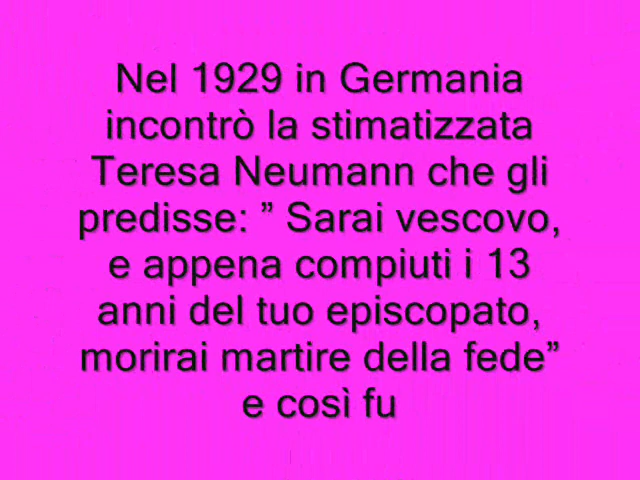 Nel 1929 in Germania
incontrò la stimatizzata
Teresa Neumann che gli
predisse: ” Sarai vescovo,
e appena compiuti i 13
anni del tuo episcopato,
morirai martire della fede”
e così fu